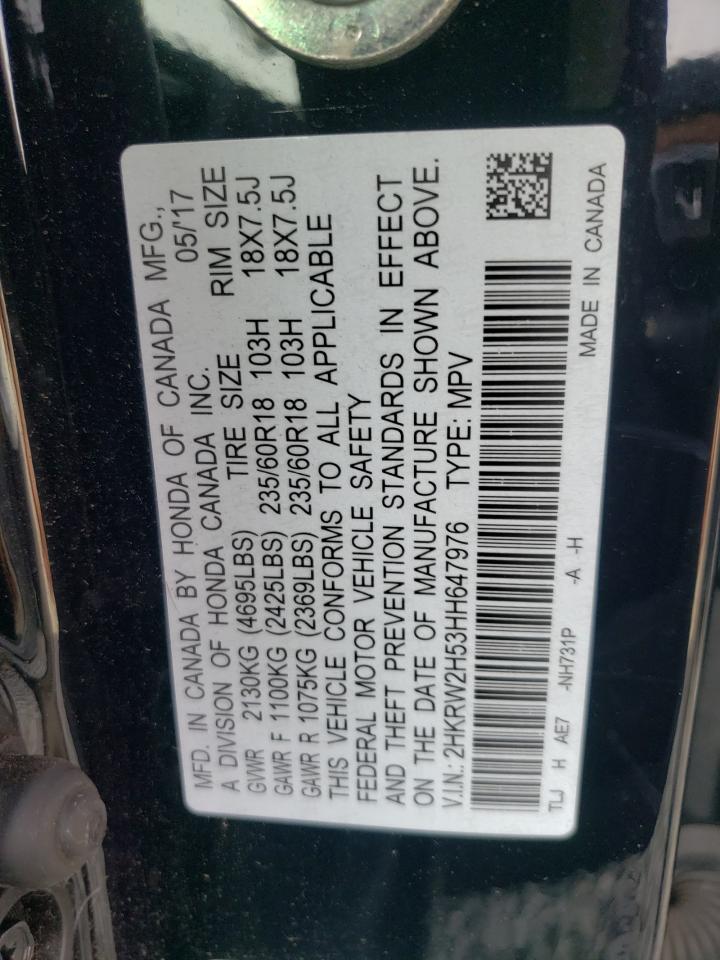 MFD. IN CANADA BY HONDA OF CANADA MFG.,
A DIVISION OF HONDA CANADA INC. 05/'17
GVWR 2130KG (4695LBS) TIRE SIZE RIM SIZE
GAWR F 1100KG (2425LBS) 235/60R18 103H 18X7.5J
GAWR R 1075KG (2369LBS) 235/60R18 103H 18X7.5J
THIS VEHICLE CONFORMS TO ALL APPLICABLE
FEDERAL MOTOR VEHICLE SAFETY
AND THEFT PREVENTION STANDARDS IN EFFECT
ON THE DATE OF MANUFACTURE SHOWN ABOVE.
V.I.N.: 2HKRW2H53HH647976 TYPE: MPV
TLJ H AE7 -NH731P -A -H
MADE IN CANADA